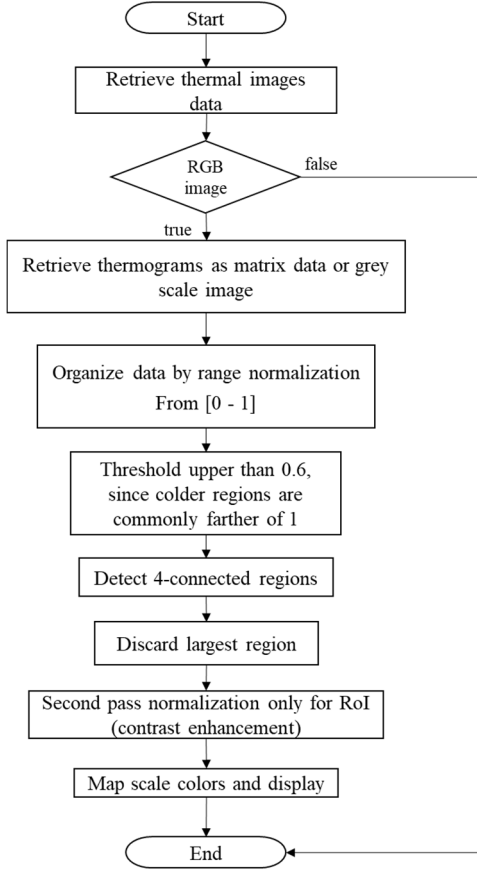 Start
Retrieve thermal images
data
RGB
image
false
true
Retrieve thermograms as matrix data or grey
scale image
Organize data by range normalization
From [0 - 1]
Threshold upper than 0.6,
since colder regions are
commonly farther of 1
Detect 4-connected regions
Discard largest region
Second pass normalization only for RoI
(contrast enhancement)
Map scale colors and display
End